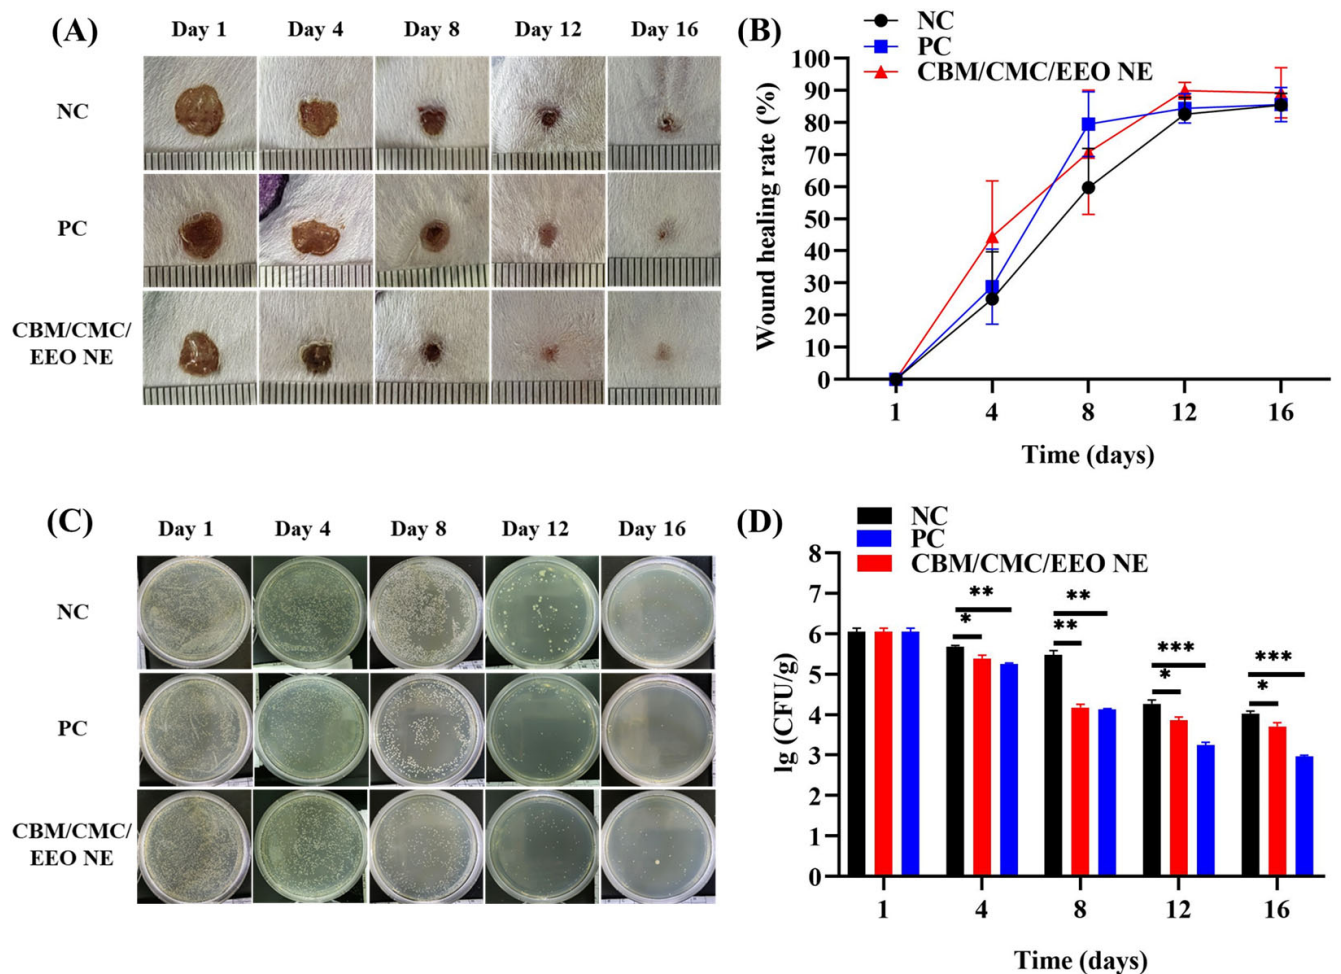 (A)
Day 1 Day 4 Day 8 Day 12 Day 16
NC
PC
CBM/CMC/
EEO NE
(B)
NC
PC
CBM/CMC/EEO NE
Wound healing rate (%)
100
90
80
70
60
50
40
30
20
10
0
1 4 8 12 16
Time (days)
(C)
Day 1 Day 4 Day 8 Day 12 Day 16
NC
PC
CBM/CMC/
EEO NE
(D)
NC
PC
CBM/CMC/EEO NE
lg (CFU/g)
8
7
6
5
4
3
2
1
0
** ** *** ***
* ** * *
1 4 8 12 16
Time (days)